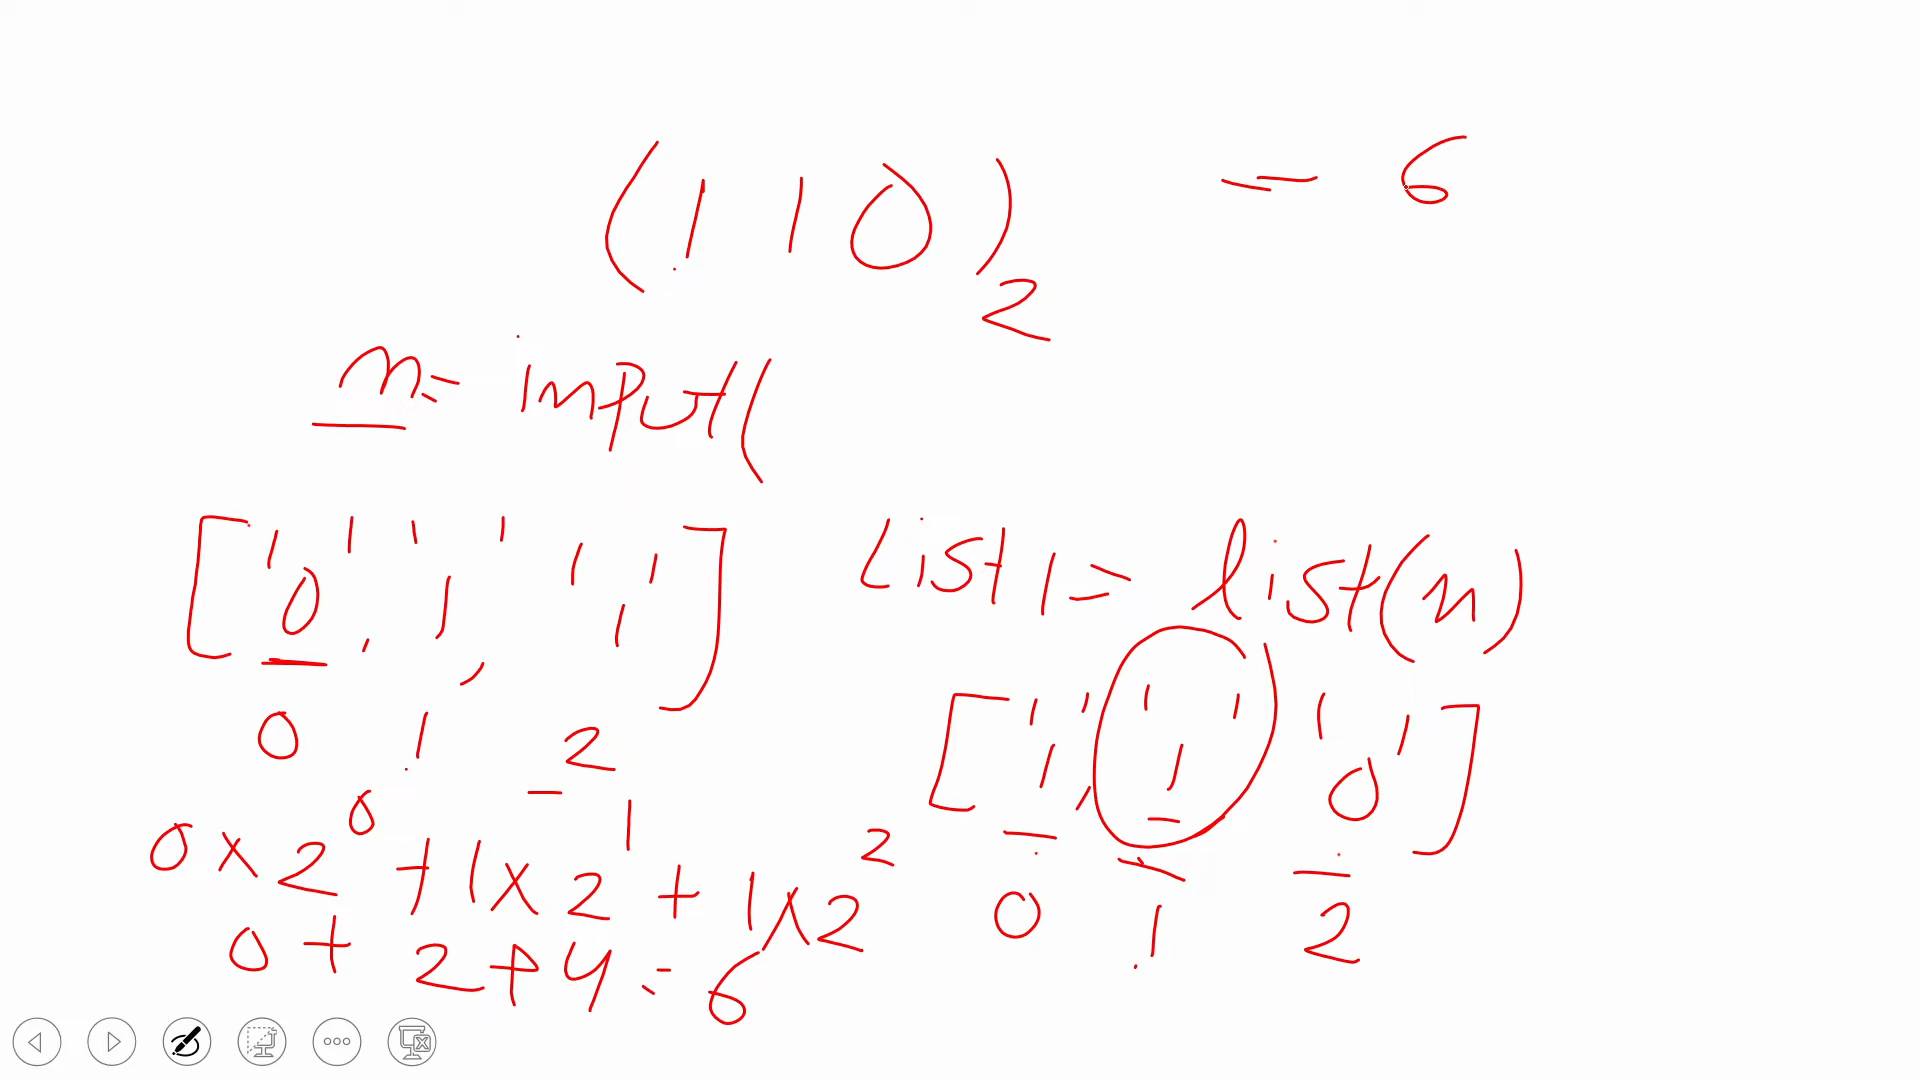 (110)₂ = 6
n = input(
list1 = list(n)
['0', '1', '1']
['1', '1', '0']
0 1 2
0 1 2
0 x 2⁰ + 1 x 2¹ + 1 x 2²
0 + 2 + 4 = 6